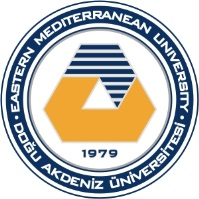 · EASTERN MEDITERRANEAN UNIVERSITY ·
DOĞU AKDENİZ ÜNİVERSİTESİ
1979